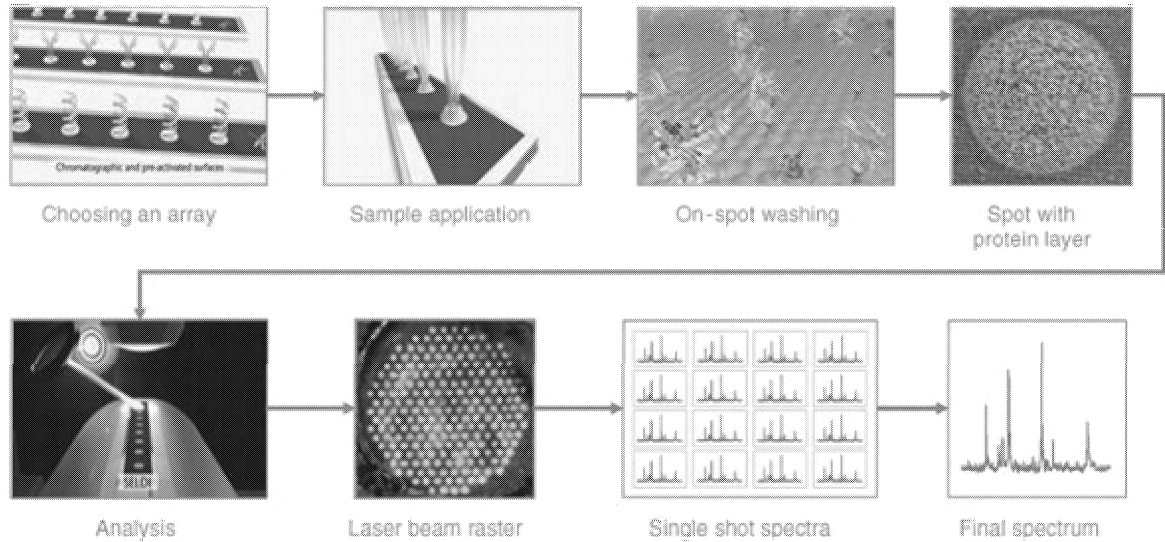 Chromatographic and pre-activated surfaces
Choosing an array
Sample application
On-spot washing
Spot with
protein layer
SELDI
Analysis
Laser beam raster
Single shot spectra
Final spectrum